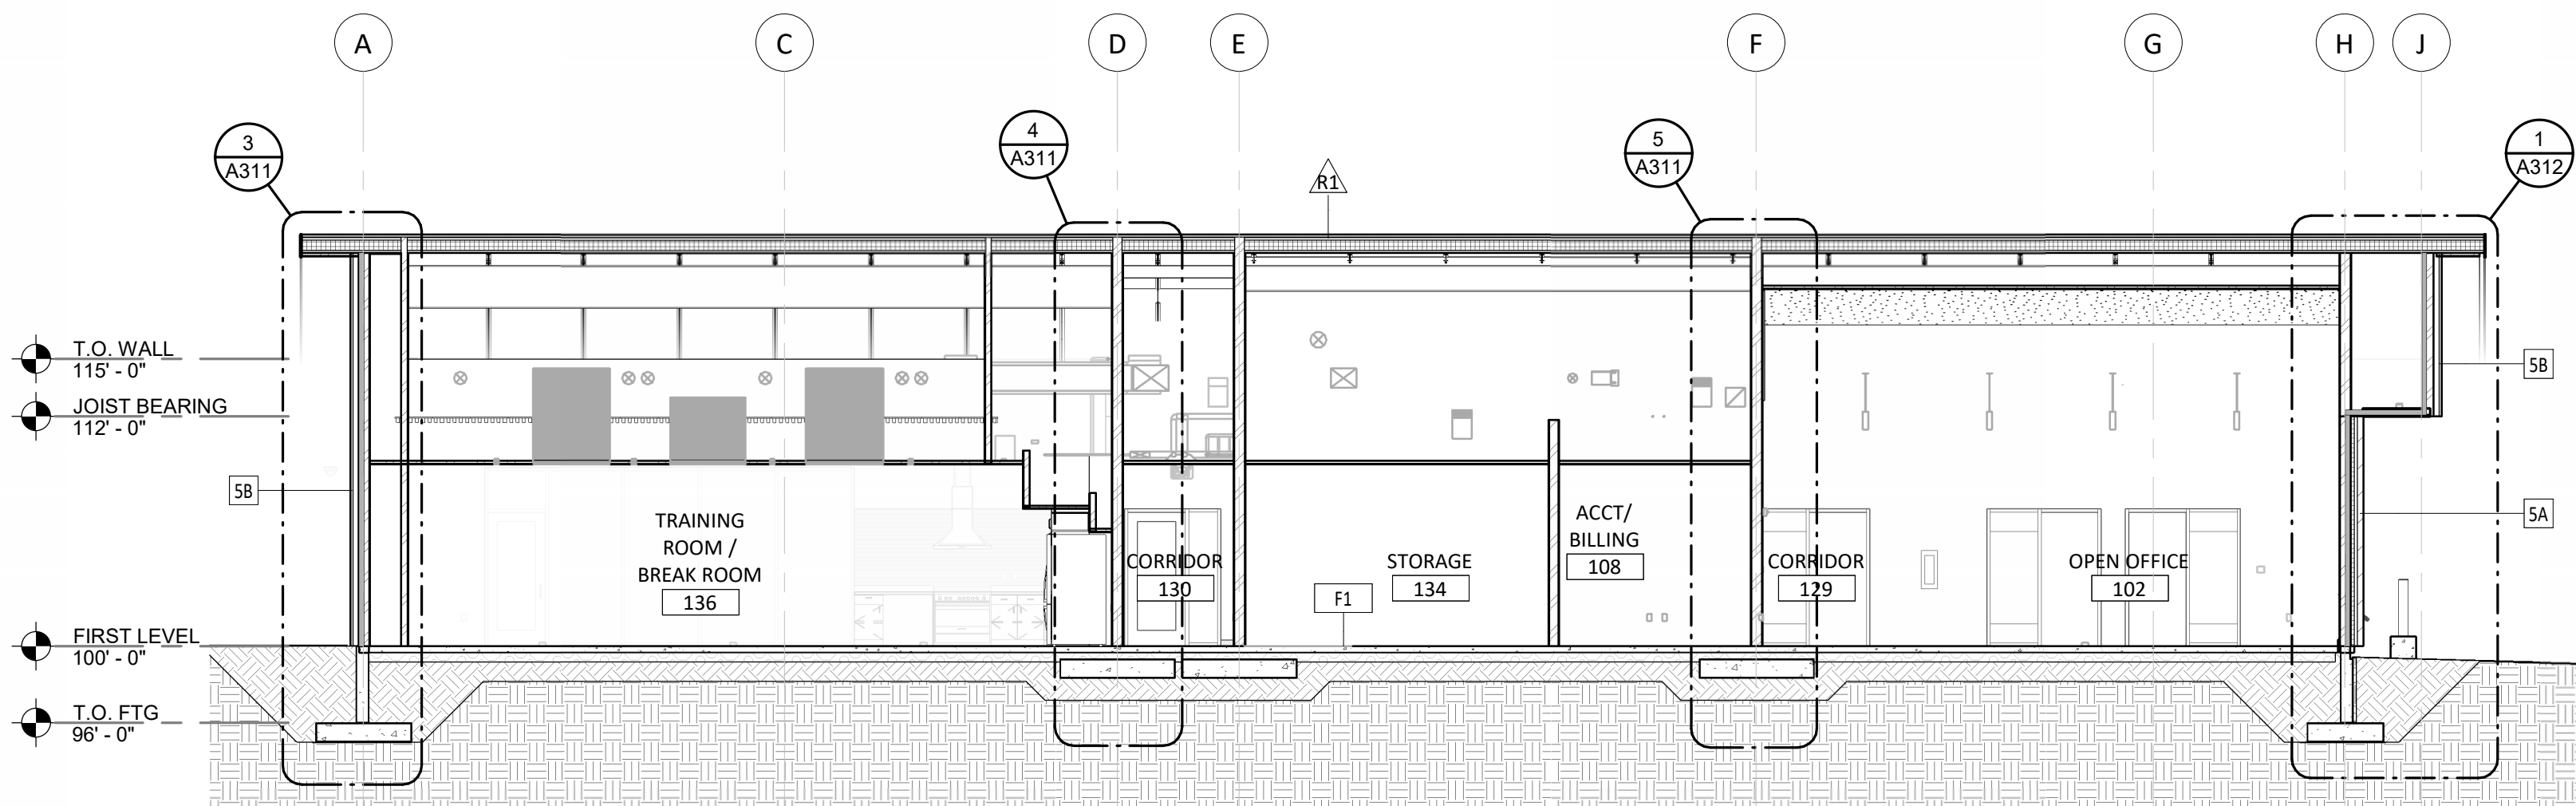 A
C
D
E
F
G
H
J
3
A311
4
A311
5
A311
1
A312
R1
T.O. WALL
115' - 0"
5B
JOIST BEARING
112' - 0"
5B
5A
TRAINING
ROOM /
BREAK ROOM
136
CORRIDOR
130
STORAGE
134
F1
ACCT/
BILLING
108
CORRIDOR
129
OPEN OFFICE
102
FIRST LEVEL
100' - 0"
T.O. FTG
96' - 0"